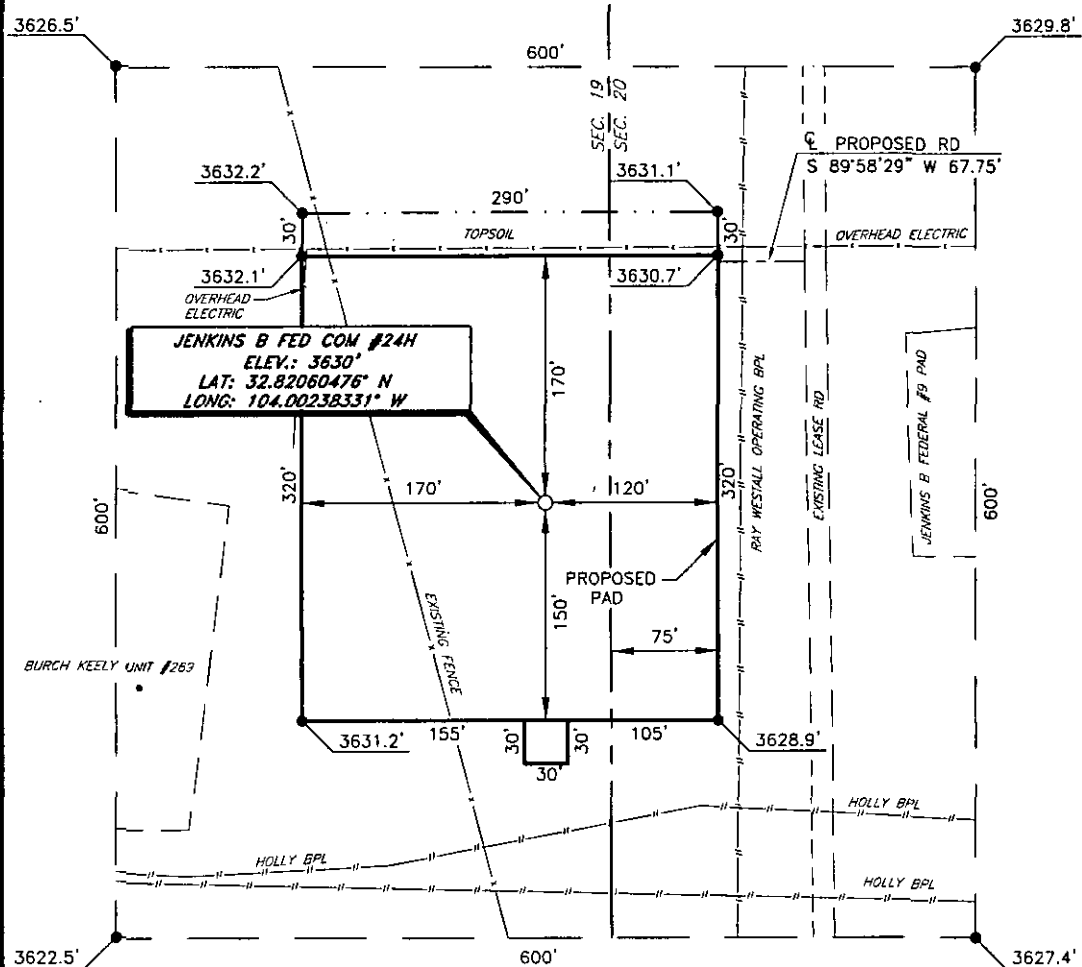 3626.5'
3629.8'
600'
SEC. 19
SEC. 20
℄ PROPOSED RD
S 89°58'29" W 67.75'
3632.2'
3631.1'
290'
30'
TOPSOIL
30'
OVERHEAD ELECTRIC
3632.1'
3630.7'
OVERHEAD
ELECTRIC
JENKINS B FED COM #24H
ELEV.: 3630'
LAT: 32.82060476° N
LONG: 104.00238331° W
170'
RAY WESTALL OPERATING BPL
EXISTING LEASE RD
JENKINS B FEDERAL #9 PAD
600'
320'
170'
120'
320'
600'
PROPOSED
PAD
150'
EXISTING FENCE
75'
BURCH KEELY UNIT #263
3631.2'
155'
30'
30'
30'
105'
3628.9'
HOLLY BPL
HOLLY BPL
HOLLY BPL
3622.5'
600'
3627.4'